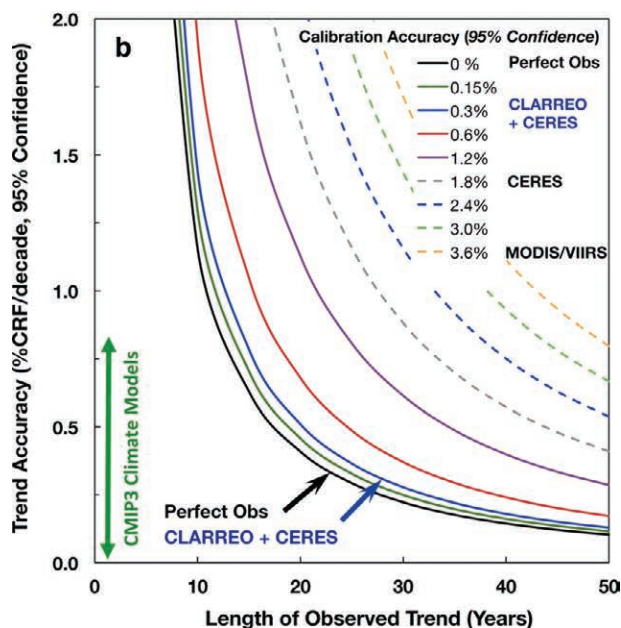 b
Calibration Accuracy (95% Confidence)
0 % Perfect Obs
0.15%
0.3% CLARREO
+ CERES
0.6%
1.2%
1.8% CERES
2.4%
3.0%
3.6% MODIS/VIIRS
Trend Accuracy (%CRF/decade, 95% Confidence)
2.0
1.5
1.0
0.5
0.0
CMIP3 Climate Models
Perfect Obs
CLARREO + CERES
0 10 20 30 40 50
Length of Observed Trend (Years)